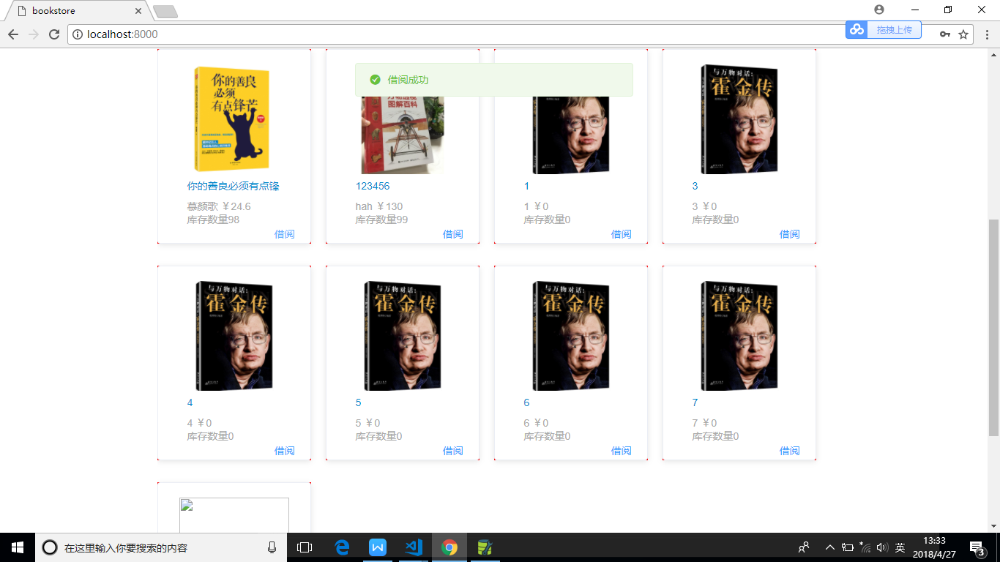 bookstore
localhost:8000
拖拽上传
借阅成功
你的善良
必须
有点锋芒
万物透视
图解百科
与万物对话:
霍金传
你的善良必须有点锋
慕颜歌 ￥24.6
库存数量98
借阅
123456
hah ￥130
库存数量99
借阅
1
1 ￥0
库存数量0
借阅
3
3 ￥0
库存数量0
借阅
与万物对话:
霍金传
4
4 ￥0
库存数量0
借阅
与万物对话:
霍金传
5
5 ￥0
库存数量0
借阅
与万物对话:
霍金传
6
6 ￥0
库存数量0
借阅
与万物对话:
霍金传
7
7 ￥0
库存数量0
借阅
在这里输入你要搜索的内容
W
英
13:33
2018/4/27
3